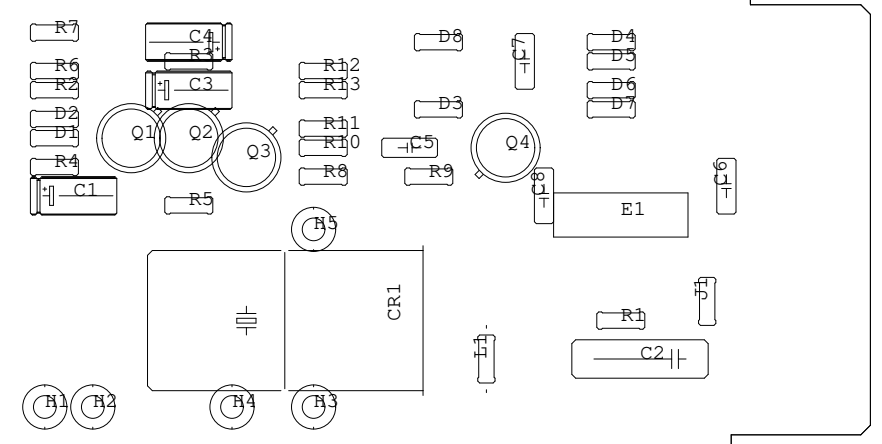 R7
C4
D8
C7
D4
R3
D5
R6
R12
R2
C3
R13
D6
D2
D3
D7
D1
Q1
Q2
R11
Q3
R10
C5
Q4
R4
R8
R9
C8
C6
C1
R5
E1
H5
CR1
J1
R1
L1
C2
H1
H2
H4
H3